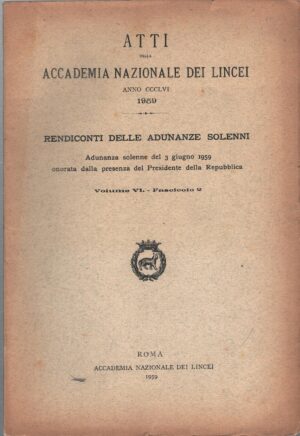 ATTI
DELLA
ACCADEMIA NAZIONALE DEI LINCEI
ANNO CCCLVI
1959
RENDICONTI DELLE ADUNANZE SOLENNI
Adunanza solenne del 3 giugno 1959
onorata dalla presenza del Presidente della Repubblica
Volume VI. - Fascicolo 2
ROMA
ACCADEMIA NAZIONALE DEI LINCEI
1959